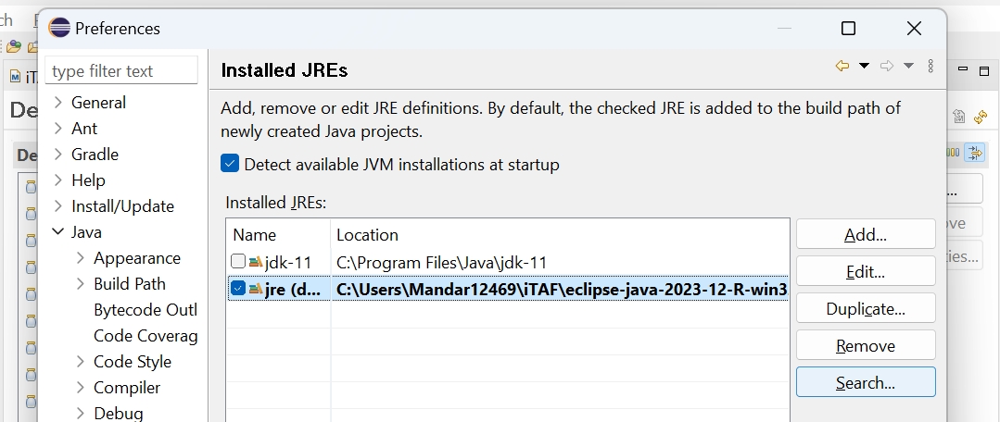 Preferences
type filter text
General
Ant
Gradle
Help
Install/Update
Java
Appearance
Build Path
Bytecode Outl
Code Coverag
Code Style
Compiler
Debug
Installed JREs
Add, remove or edit JRE definitions. By default, the checked JRE is added to the build path of
newly created Java projects.
Detect available JVM installations at startup
Installed JREs:
Name Location
jdk-11 C:\Program Files\Java\jdk-11
jre (d... C:\Users\Mandar12469\iTAF\eclipse-java-2023-12-R-win3
Add...
Edit...
Duplicate...
Remove
Search...